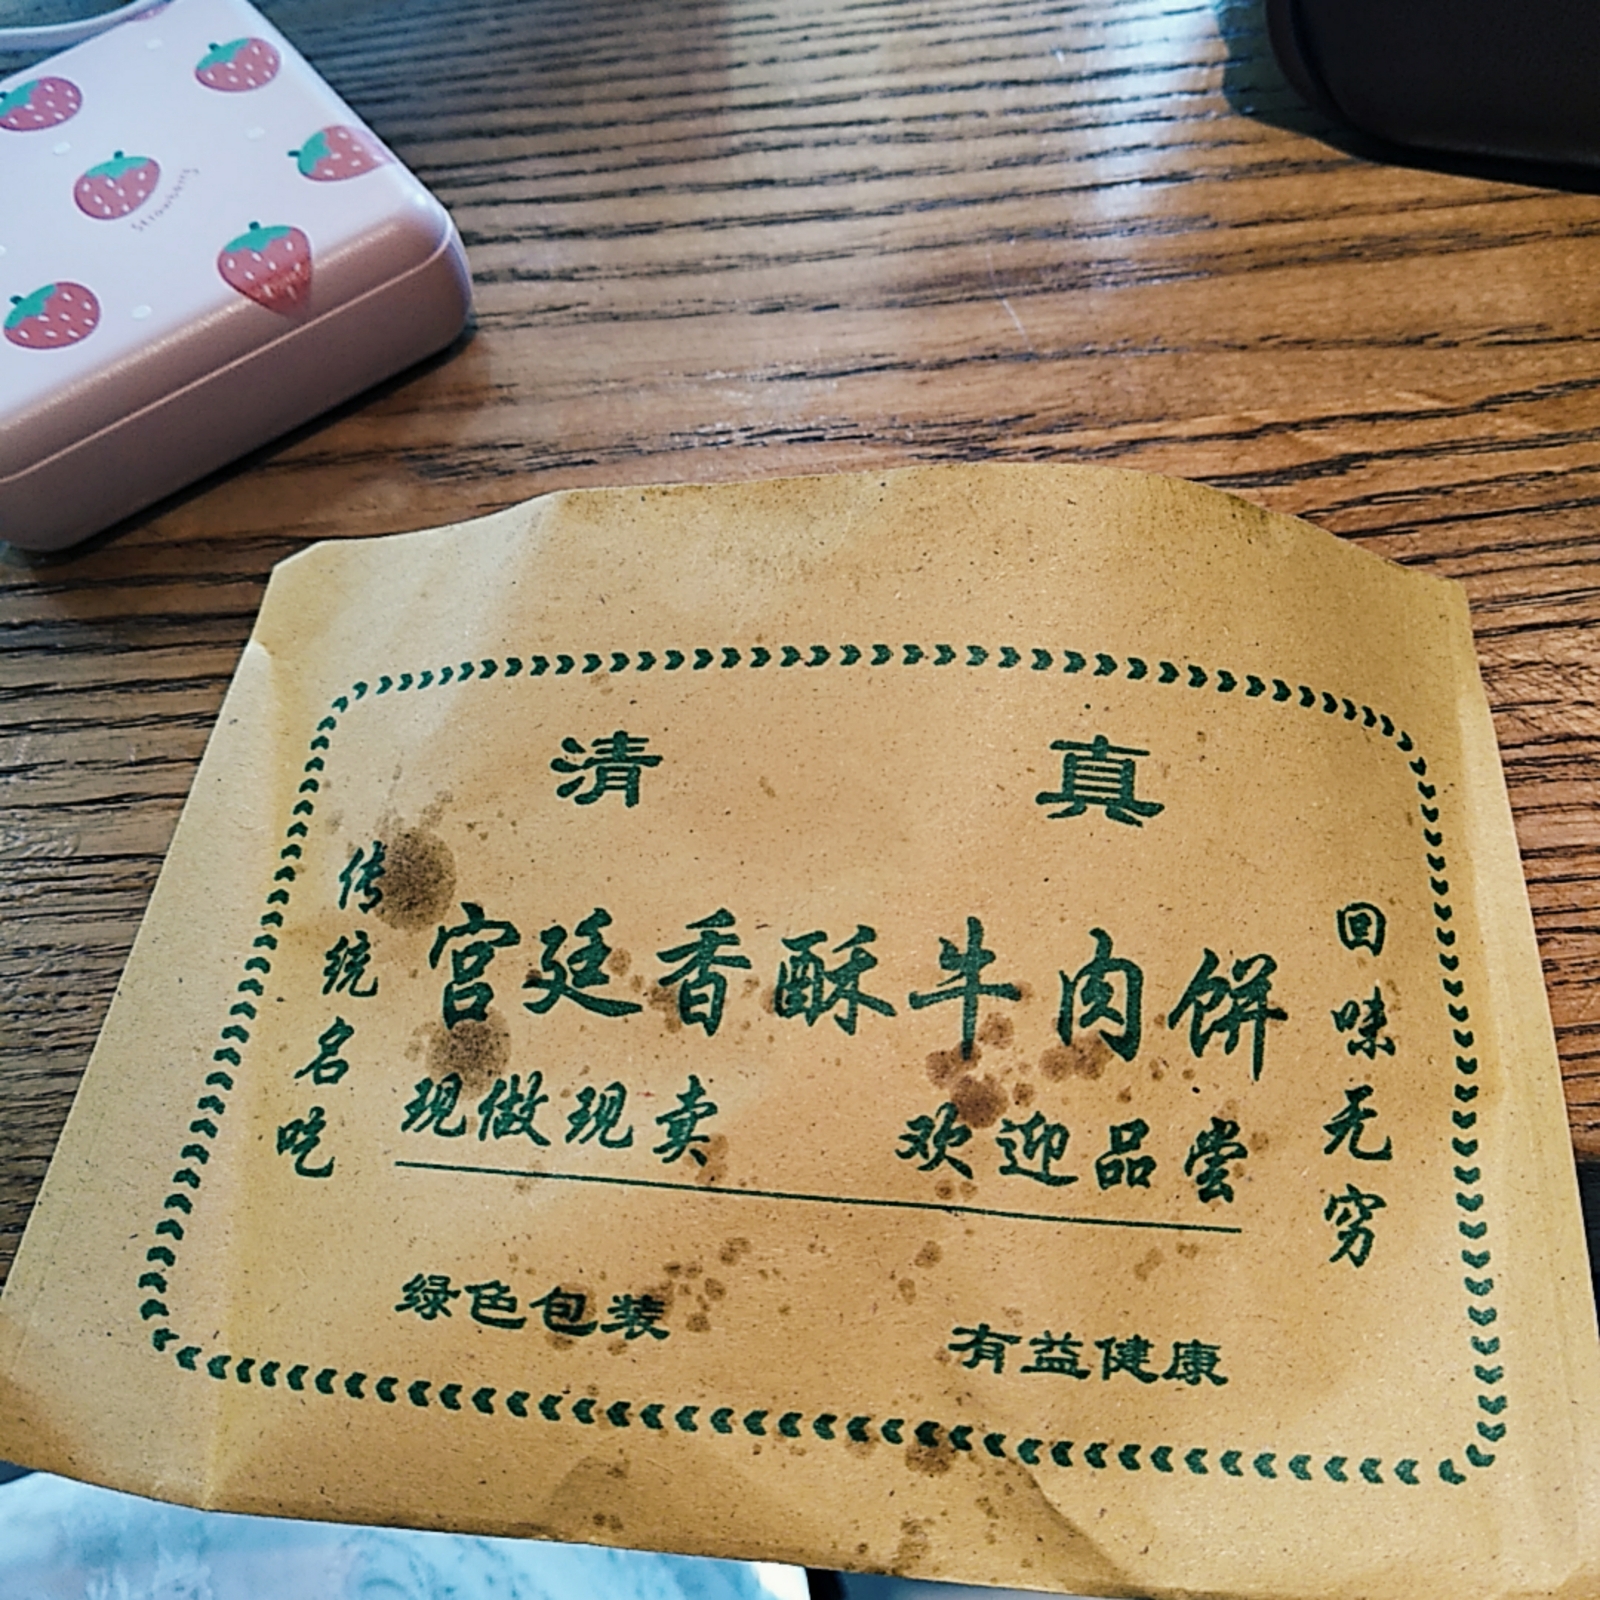 Strawberry
清 真
传统名吃
宫廷香酥牛肉饼
回味无穷
现做现卖 欢迎品尝
绿色包装 有益健康